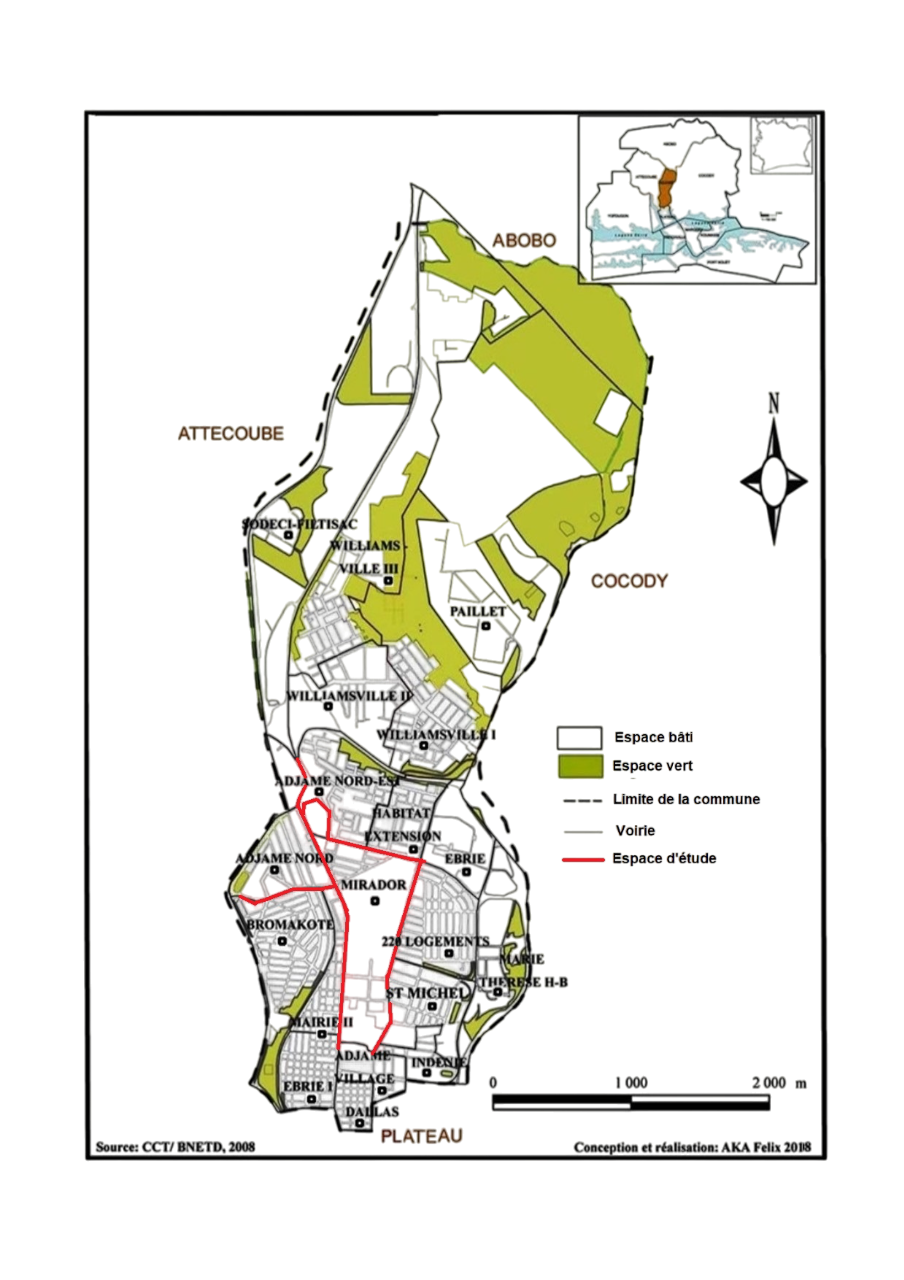 ABOBO
ATTECOUBE
COCODY
ABOBO
N
ATTECOUBE
SODECI-FILTISAC
WILLIAMS
VILLE III
COCODY
PAILLET
WILLIAMSVILLE II
WILLIAMSVILLE I
Espace bâti
Espace vert
Limite de la commune
Voirie
Espace d'étude
ADJAME NORD-EST
HABITAT
EXTENSION
ADJAME NORD
EBRIE
MIRADOR
BROMAKOTE
220 LOGEMENTS
MARIE
THERESE H-B
ST MICHEL
MAIRIE II
ADJAME
VILLAGE
INDENIE
EBRIE I
DALLAS
0 1 000 2 000 m
PLATEAU
Source: CCT/ BNETD, 2008
Conception et réalisation: AKA Felix 2018